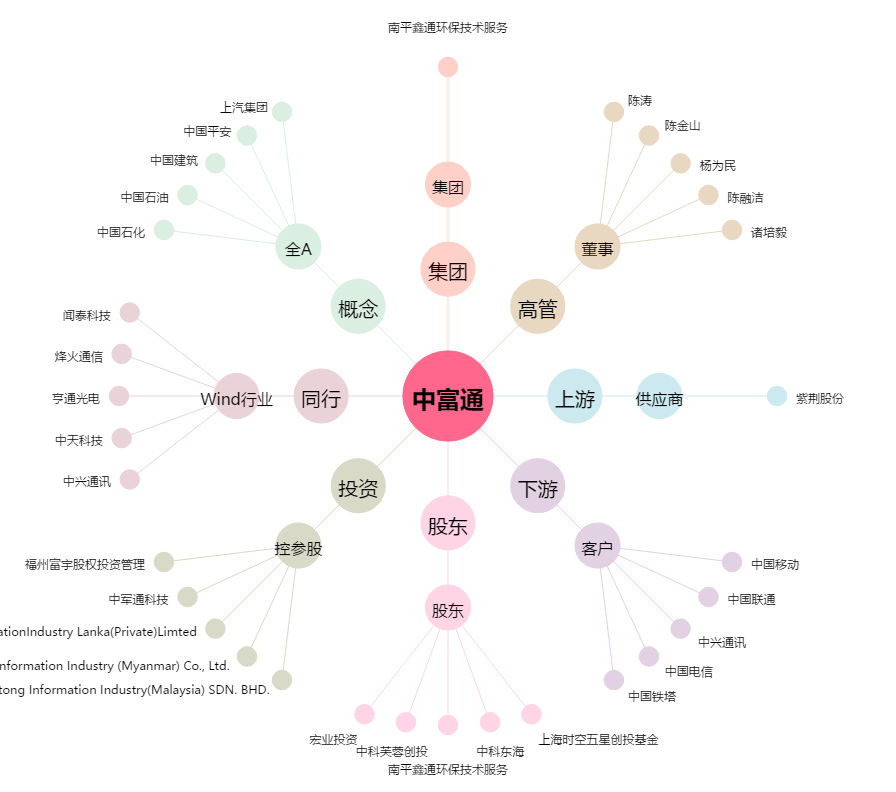 南平鑫通环保技术服务
集团
集团
上汽集团
中国平安
中国建筑
中国石油
中国石化
全A
概念
陈涛
陈金山
杨为民
陈融洁
诸培毅
董事
高管
闻泰科技
烽火通信
亨通光电
中天科技
中兴通讯
Wind行业
同行
中富通
上游
供应商
紫荆股份
投资
控参股
福州富宇股权投资管理
中军通科技
ationIndustry Lanka(Private)Limted
Information Industry (Myanmar) Co., Ltd.
tong Information Industry(Malaysia) SDN. BHD.
股东
股东
宏业投资
中科芙蓉创投
南平鑫通环保技术服务
中科东海
上海时空五星创投基金
下游
客户
中国移动
中国联通
中兴通讯
中国电信
中国铁塔